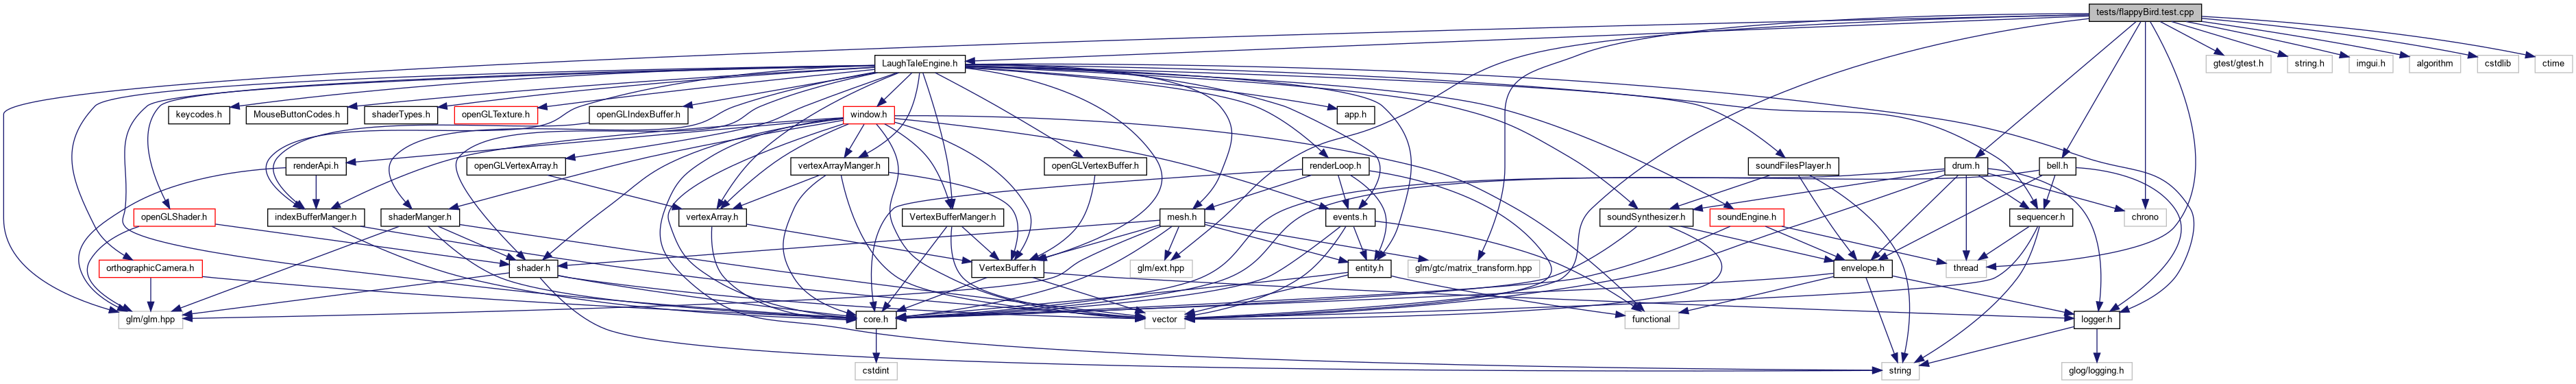 tests/flappyBird.test.cpp
LaughTaleEngine.h
gtest/gtest.h
string.h
imgui.h
algorithm
cstdlib
ctime
keycodes.h
MouseButtonCodes.h
shaderTypes.h
openGLTexture.h
openGLIndexBuffer.h
window.h
app.h
renderApi.h
openGLVertexArray.h
vertexArrayManger.h
openGLVertexBuffer.h
renderLoop.h
soundFilesPlayer.h
drum.h
bell.h
openGLShader.h
indexBufferManger.h
shaderManger.h
vertexArray.h
VertexBufferManger.h
mesh.h
events.h
soundSynthesizer.h
soundEngine.h
sequencer.h
chrono
orthographicCamera.h
shader.h
VertexBuffer.h
glm/ext.hpp
entity.h
glm/gtc/matrix_transform.hpp
envelope.h
thread
glm/glm.hpp
core.h
vector
functional
logger.h
cstdint
string
glog/logging.h